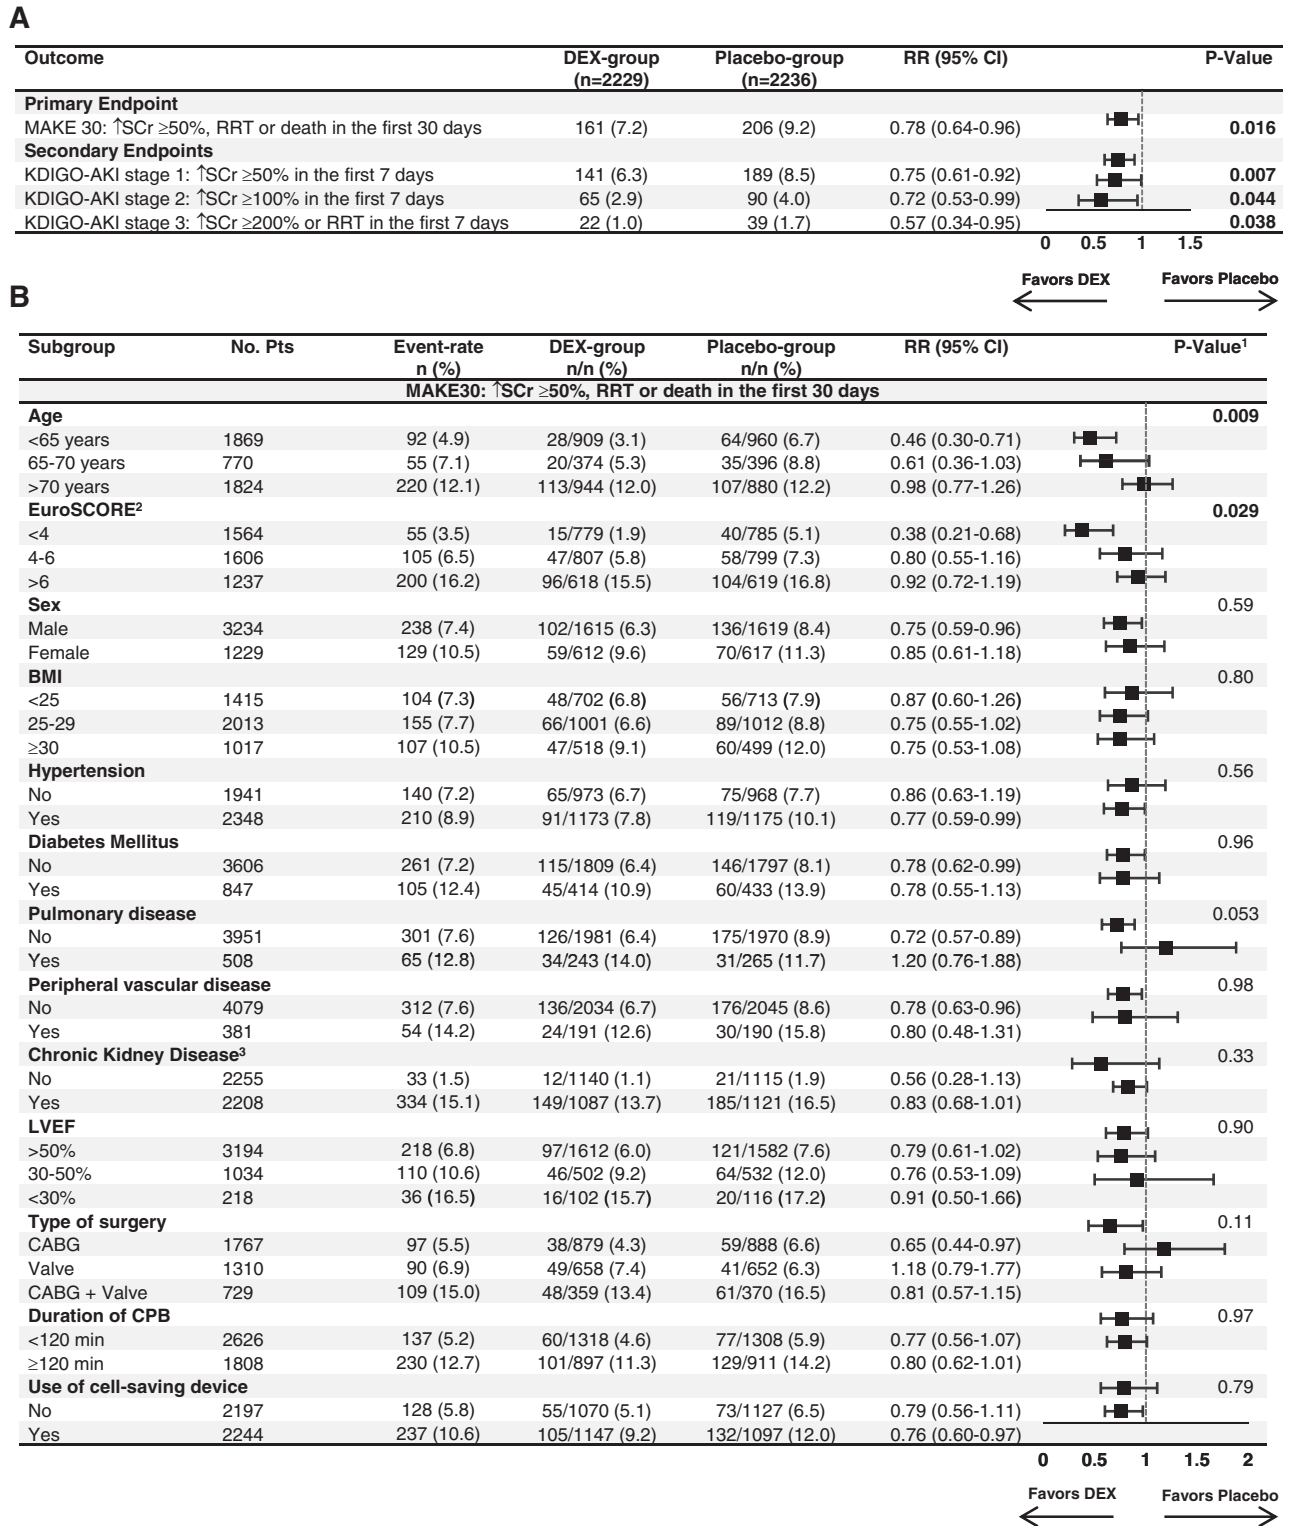 A
Outcome DEX-group Placebo-group RR (95% CI) P-Value
(n=2229) (n=2236)
Primary Endpoint
MAKE 30: ↑SCr ≥50%, RRT or death in the first 30 days 161 (7.2) 206 (9.2) 0.78 (0.64-0.96) 0.016
Secondary Endpoints
KDIGO-AKI stage 1: ↑SCr ≥50% in the first 7 days 141 (6.3) 189 (8.5) 0.75 (0.61-0.92) 0.007
KDIGO-AKI stage 2: ↑SCr ≥100% in the first 7 days 65 (2.9) 90 (4.0) 0.72 (0.53-0.99) 0.044
KDIGO-AKI stage 3: ↑SCr ≥200% or RRT in the first 7 days 22 (1.0) 39 (1.7) 0.57 (0.34-0.95) 0.038
0 0.5 1 1.5
Favors DEX Favors Placebo
B
Subgroup No. Pts Event-rate DEX-group Placebo-group RR (95% CI) P-Value1
n (%) n/n (%) n/n (%)
MAKE30: ↑SCr ≥50%, RRT or death in the first 30 days
Age 0.009
<65 years 1869 92 (4.9) 28/909 (3.1) 64/960 (6.7) 0.46 (0.30-0.71)
65-70 years 770 55 (7.1) 20/374 (5.3) 35/396 (8.8) 0.61 (0.36-1.03)
>70 years 1824 220 (12.1) 113/944 (12.0) 107/880 (12.2) 0.98 (0.77-1.26)
EuroSCORE2 0.029
<4 1564 55 (3.5) 15/779 (1.9) 40/785 (5.1) 0.38 (0.21-0.68)
4-6 1606 105 (6.5) 47/807 (5.8) 58/799 (7.3) 0.80 (0.55-1.16)
>6 1237 200 (16.2) 96/618 (15.5) 104/619 (16.8) 0.92 (0.72-1.19)
Sex 0.59
Male 3234 238 (7.4) 102/1615 (6.3) 136/1619 (8.4) 0.75 (0.59-0.96)
Female 1229 129 (10.5) 59/612 (9.6) 70/617 (11.3) 0.85 (0.61-1.18)
BMI 0.80
<25 1415 104 (7.3) 48/702 (6.8) 56/713 (7.9) 0.87 (0.60-1.26)
25-29 2013 155 (7.7) 66/1001 (6.6) 89/1012 (8.8) 0.75 (0.55-1.02)
≥30 1017 107 (10.5) 47/518 (9.1) 60/499 (12.0) 0.75 (0.53-1.08)
Hypertension 0.56
No 1941 140 (7.2) 65/973 (6.7) 75/968 (7.7) 0.86 (0.63-1.19)
Yes 2348 210 (8.9) 91/1173 (7.8) 119/1175 (10.1) 0.77 (0.59-0.99)
Diabetes Mellitus 0.96
No 3606 261 (7.2) 115/1809 (6.4) 146/1797 (8.1) 0.78 (0.62-0.99)
Yes 847 105 (12.4) 45/414 (10.9) 60/433 (13.9) 0.78 (0.55-1.13)
Pulmonary disease 0.053
No 3951 301 (7.6) 126/1981 (6.4) 175/1970 (8.9) 0.72 (0.57-0.89)
Yes 508 65 (12.8) 34/243 (14.0) 31/265 (11.7) 1.20 (0.76-1.88)
Peripheral vascular disease 0.98
No 4079 312 (7.6) 136/2034 (6.7) 176/2045 (8.6) 0.78 (0.63-0.96)
Yes 381 54 (14.2) 24/191 (12.6) 30/190 (15.8) 0.80 (0.48-1.31)
Chronic Kidney Disease3 0.33
No 2255 33 (1.5) 12/1140 (1.1) 21/1115 (1.9) 0.56 (0.28-1.13)
Yes 2208 334 (15.1) 149/1087 (13.7) 185/1121 (16.5) 0.83 (0.68-1.01)
LVEF 0.90
>50% 3194 218 (6.8) 97/1612 (6.0) 121/1582 (7.6) 0.79 (0.61-1.02)
30-50% 1034 110 (10.6) 46/502 (9.2) 64/532 (12.0) 0.76 (0.53-1.09)
<30% 218 36 (16.5) 16/102 (15.7) 20/116 (17.2) 0.91 (0.50-1.66)
Type of surgery 0.11
CABG 1767 97 (5.5) 38/879 (4.3) 59/888 (6.6) 0.65 (0.44-0.97)
Valve 1310 90 (6.9) 49/658 (7.4) 41/652 (6.3) 1.18 (0.79-1.77)
CABG + Valve 729 109 (15.0) 48/359 (13.4) 61/370 (16.5) 0.81 (0.57-1.15)
Duration of CPB 0.97
<120 min 2626 137 (5.2) 60/1318 (4.6) 77/1308 (5.9) 0.77 (0.56-1.07)
≥120 min 1808 230 (12.7) 101/897 (11.3) 129/911 (14.2) 0.80 (0.62-1.01)
Use of cell-saving device 0.79
No 2197 128 (5.8) 55/1070 (5.1) 73/1127 (6.5) 0.79 (0.56-1.11)
Yes 2244 237 (10.6) 105/1147 (9.2) 132/1097 (12.0) 0.76 (0.60-0.97)
0 0.5 1 1.5 2
Favors DEX Favors Placebo